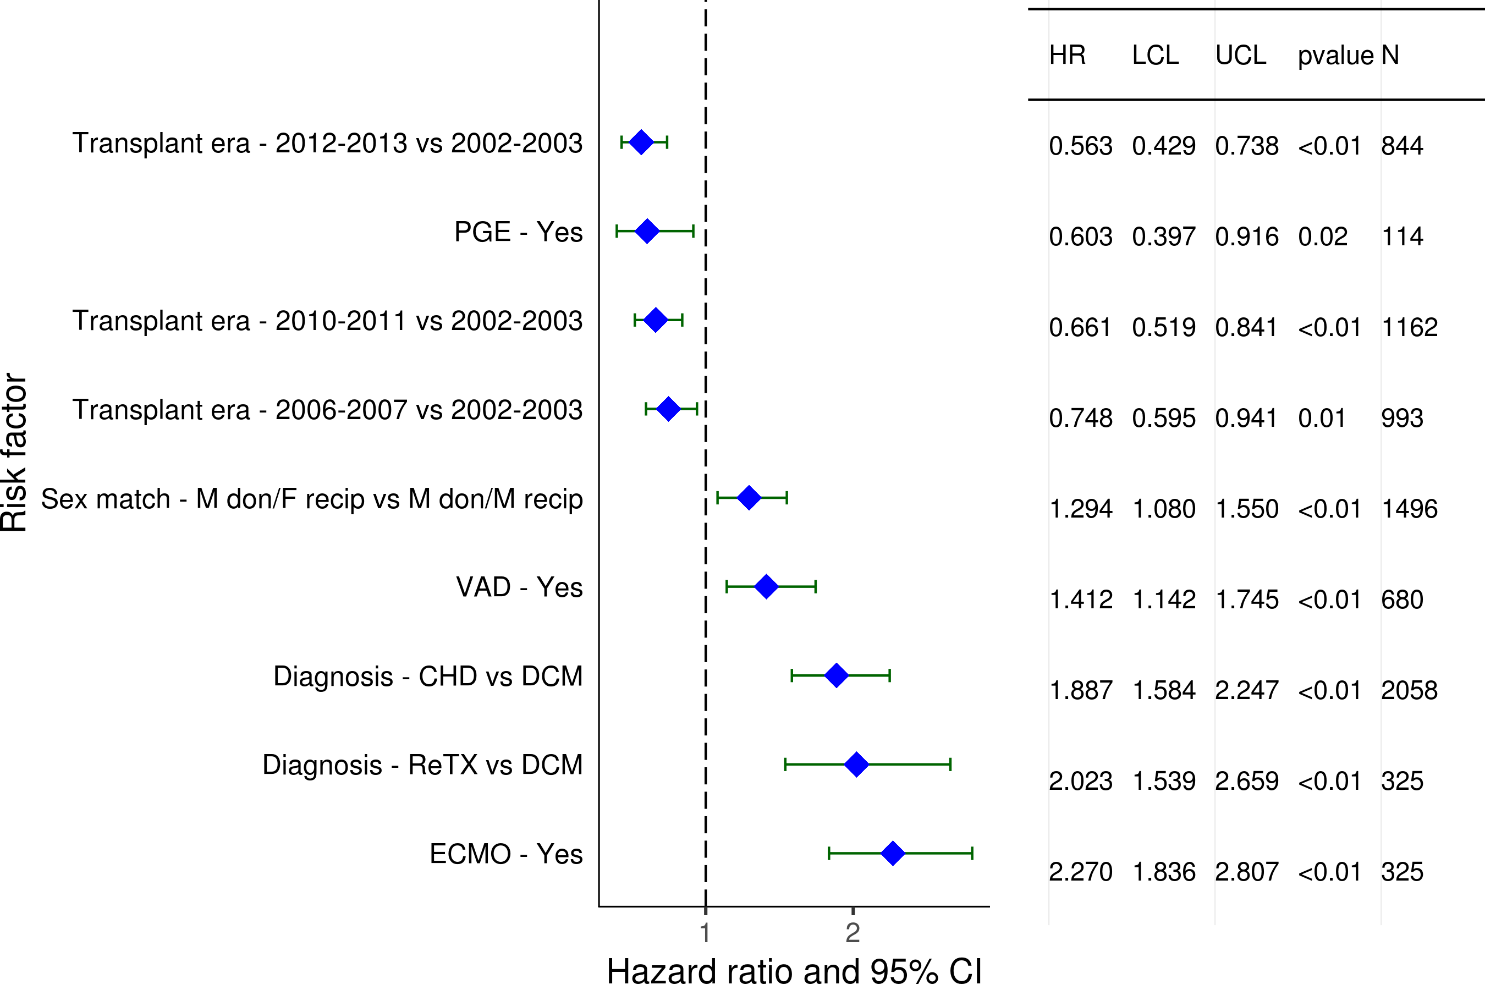 HR LCL UCL pvalue N
Transplant era - 2012-2013 vs 2002-2003 0.563 0.429 0.738 <0.01 844
PGE - Yes 0.603 0.397 0.916 0.02 114
Transplant era - 2010-2011 vs 2002-2003 0.661 0.519 0.841 <0.01 1162
Transplant era - 2006-2007 vs 2002-2003 0.748 0.595 0.941 0.01 993
Sex match - M don/F recip vs M don/M recip 1.294 1.080 1.550 <0.01 1496
VAD - Yes 1.412 1.142 1.745 <0.01 680
Diagnosis - CHD vs DCM 1.887 1.584 2.247 <0.01 2058
Diagnosis - ReTX vs DCM 2.023 1.539 2.659 <0.01 325
ECMO - Yes 2.270 1.836 2.807 <0.01 325
Risk factor
1 2
Hazard ratio and 95% CI